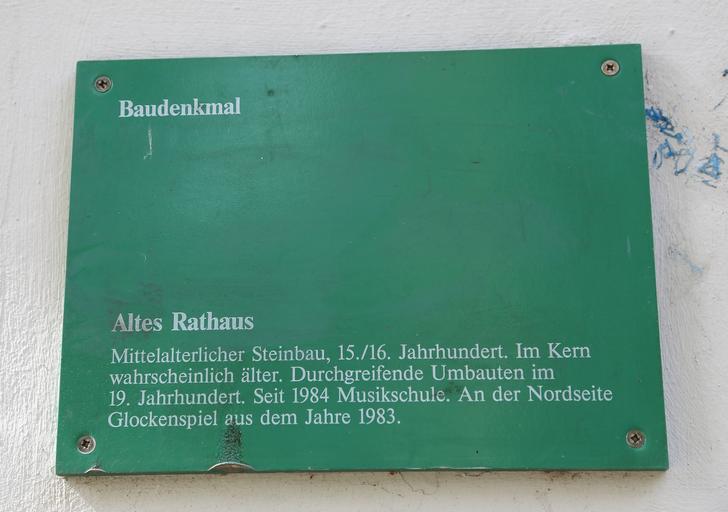 Baudenkmal
Altes Rathaus
Mittelalterlicher Steinbau, 15./16. Jahrhundert. Im Kern
wahrscheinlich älter. Durchgreifende Umbauten im
19. Jahrhundert. Seit 1984 Musikschule. An der Nordseite
Glockenspiel aus dem Jahre 1983.